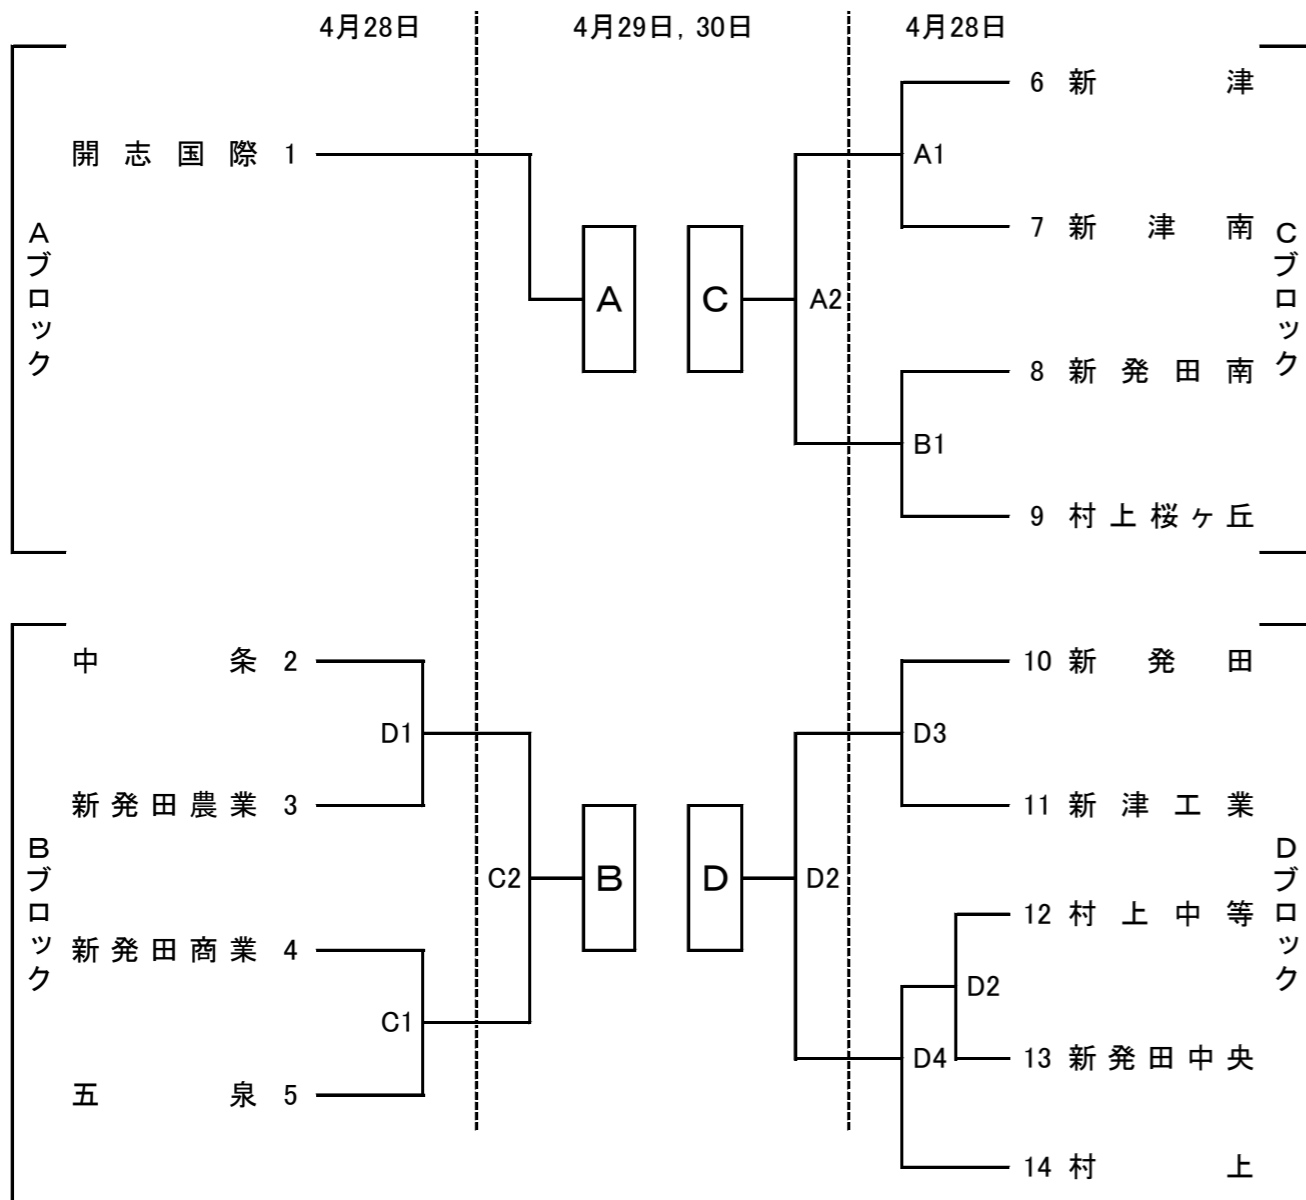 4月28日
4月29日, 30日
4月28日
Aブロック
開志国際 1
A
C
A1
A2
B1
6 新津
7 新津南
8 新発田南
9 村上桜ヶ丘
Cブロック
Bブロック
中条 2
新発田農業 3
新発田商業 4
五泉 5
D1
C1
C2
B
D
D2
D3
D4
D2
10 新発田
11 新津工業
12 村上中等
13 新発田中央
14 村上
Dブロック